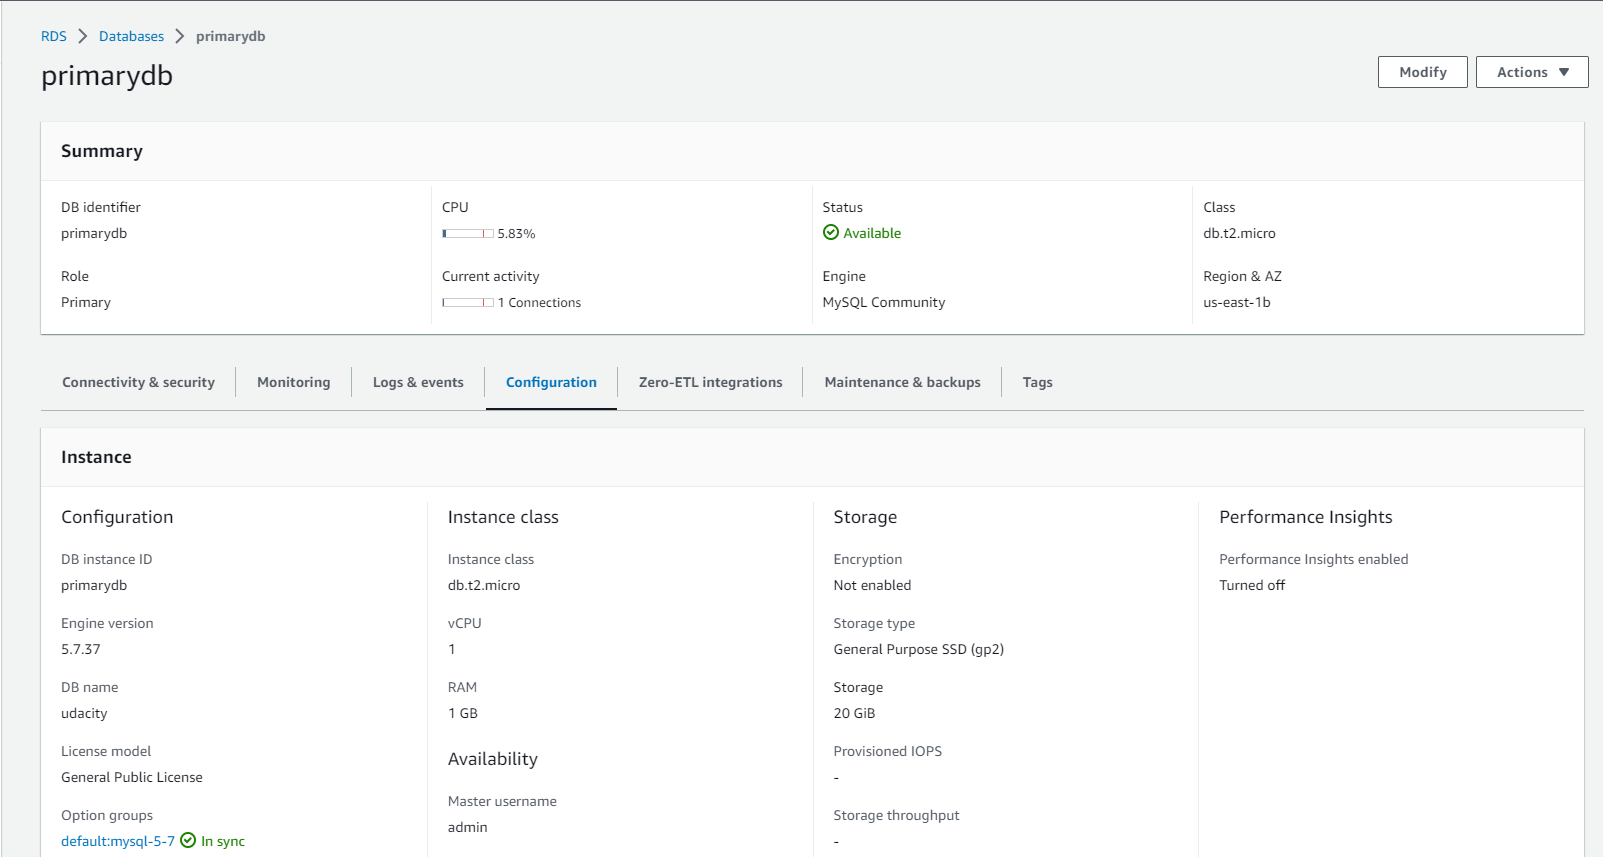 RDS > Databases > primarydb
primarydb
Modify
Actions
Summary
DB identifier
primarydb
Role
Primary
CPU
5.83%
Current activity
1 Connections
Status
Available
Engine
MySQL Community
Class
db.t2.micro
Region & AZ
us-east-1b
Connectivity & security
Monitoring
Logs & events
Configuration
Zero-ETL integrations
Maintenance & backups
Tags
Instance
Configuration
DB instance ID
primarydb
Engine version
5.7.37
DB name
udacity
License model
General Public License
Option groups
default:mysql-5-7 In sync
Instance class
Instance class
db.t2.micro
vCPU
1
RAM
1 GB
Availability
Master username
admin
Storage
Encryption
Not enabled
Storage type
General Purpose SSD (gp2)
Storage
20 GiB
Provisioned IOPS
-
Storage throughput
-
Performance Insights
Performance Insights enabled
Turned off